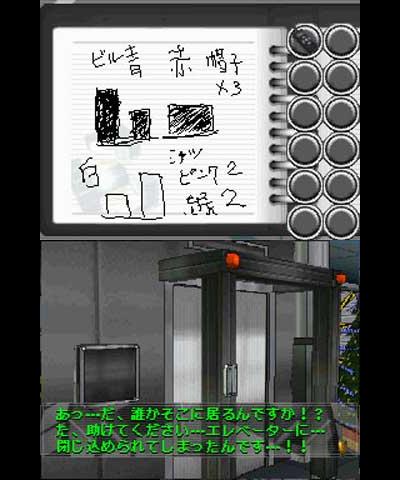 ビル青 赤 帽子
×3
白
シャツ
ピンク2
緑2
あっ---だ、誰かそこに居るんですか！？
た、助けてください---エレベーターに---
閉じ込められてしまったんです---！！